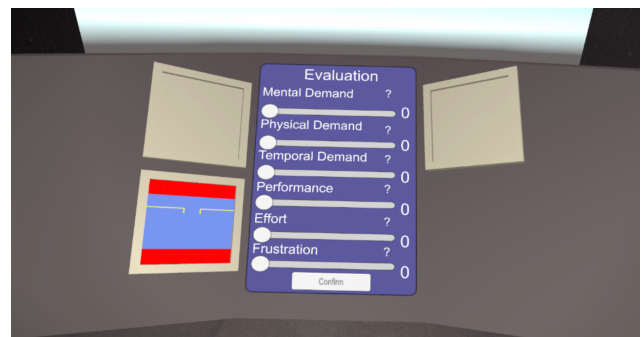 Evaluation
Mental Demand ?
0
Physical Demand ?
0
Temporal Demand ?
0
Performance ?
0
Effort ?
0
Frustration ?
0
Confirm